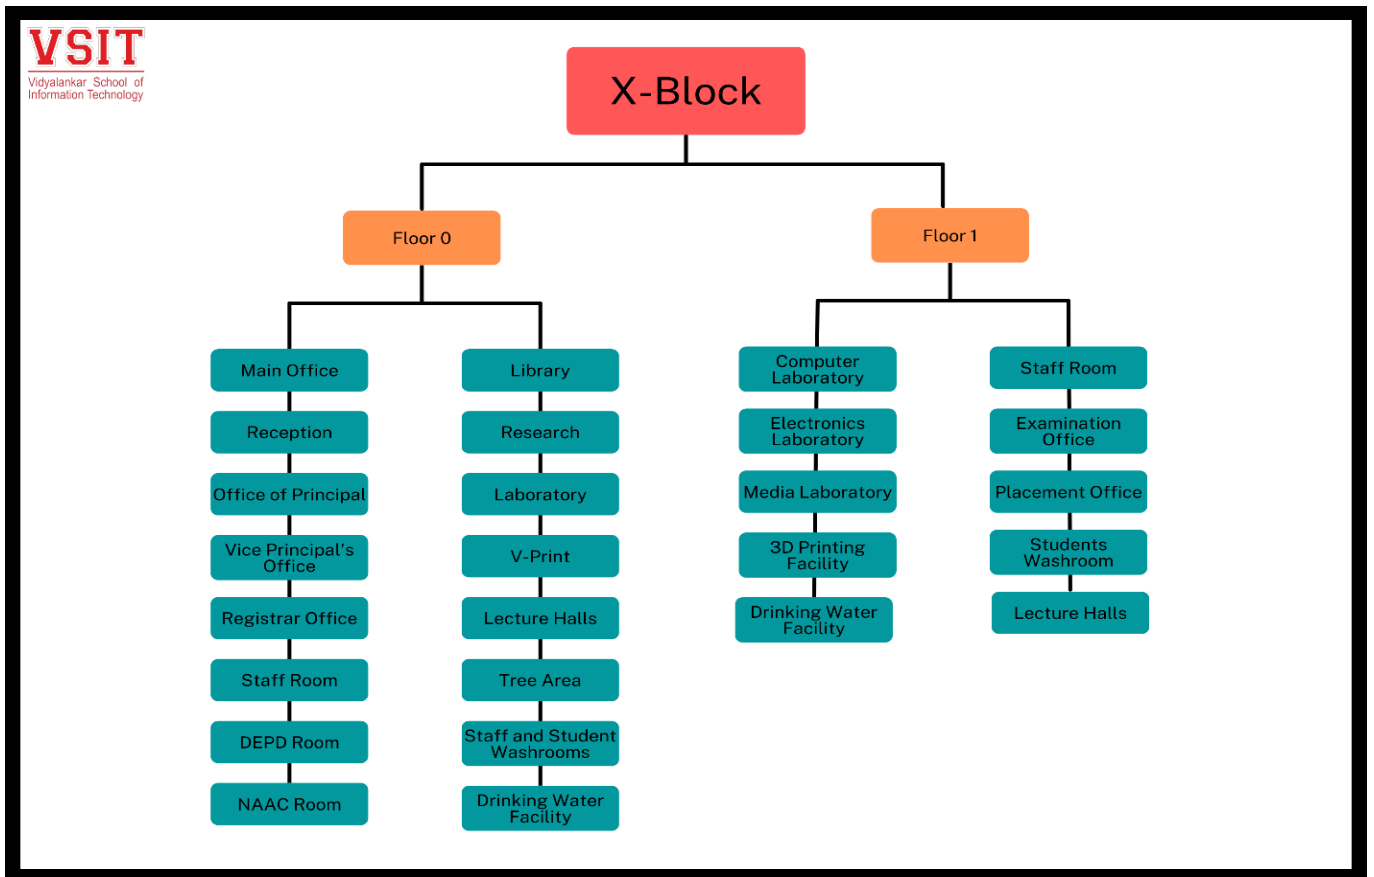 VSIT
Vidyalankar School of
Information Technology
X-Block
Floor 0
Floor 1
Main Office
Reception
Office of Principal
Vice Principal's
Office
Registrar Office
Staff Room
DEPD Room
NAAC Room
Library
Research
Laboratory
V-Print
Lecture Halls
Tree Area
Staff and Student
Washrooms
Drinking Water
Facility
Computer
Laboratory
Electronics
Laboratory
Media Laboratory
3D Printing
Facility
Drinking Water
Facility
Staff Room
Examination
Office
Placement Office
Students
Washroom
Lecture Halls